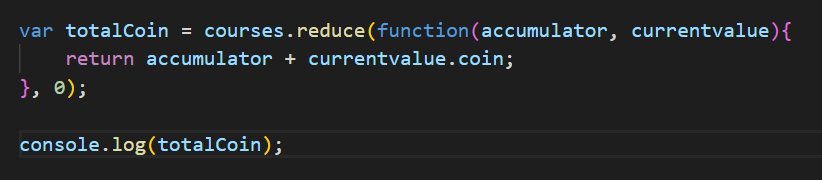 var totalCoin = courses.reduce(function(accumulator, currentvalue){
    return accumulator + currentvalue.coin;
}, 0);
console.log(totalCoin);